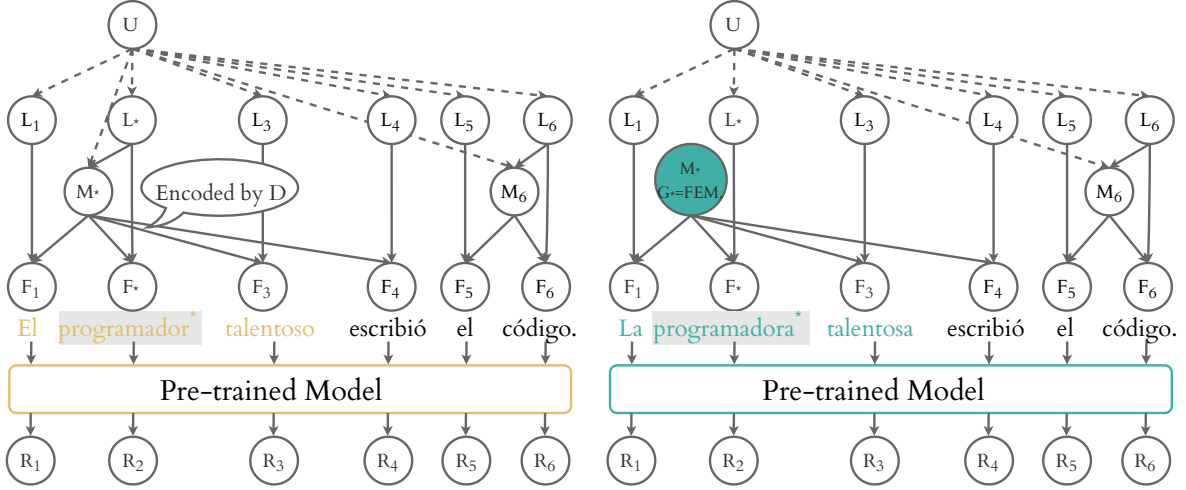 U U
L₁ L⋆ L₃ L₄ L₅ L₆ L₁ L⋆ L₃ L₄ L₅ L₆
M⋆ Encoded by D M₆ M⋆ G⋆=FEM. M₆
F₁ F⋆ F₃ F₄ F₅ F₆ F₁ F⋆ F₃ F₄ F₅ F₆
El programador* talentoso escribió el código. La programadora* talentosa escribió el código.
Pre-trained Model Pre-trained Model
R₁ R₂ R₃ R₄ R₅ R₆ R₁ R₂ R₃ R₄ R₅ R₆